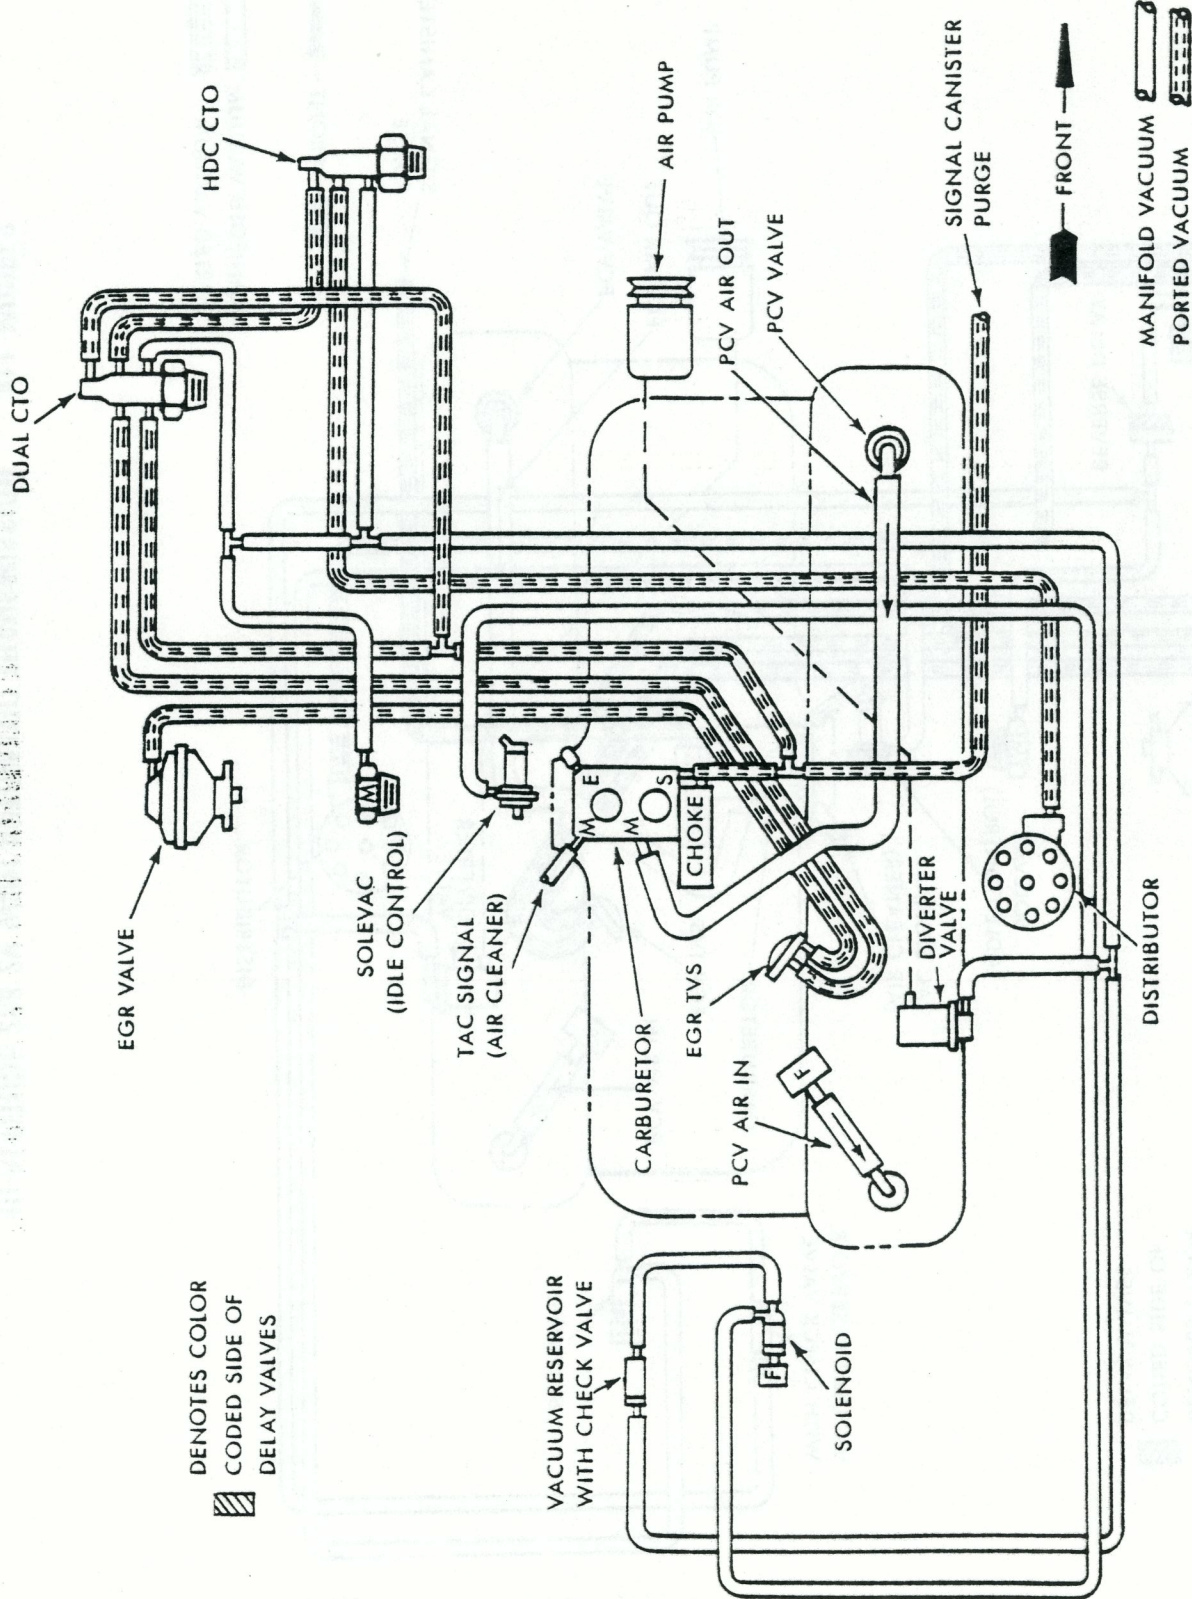 DUAL CTO
EGR VALVE
HDC CTO
DENOTES COLOR
CODED SIDE OF
DELAY VALVES
SOLEVAC
(IDLE CONTROL)
M
TAC SIGNAL
(AIR CLEANER)
VACUUM RESERVOIR
WITH CHECK VALVE
M
E
CARBURETOR
M
S
AIR PUMP
EGR TVS
CHOKE
PCV AIR OUT
PCV AIR IN
PCV VALVE
F
F
SOLENOID
DIVERTER
VALVE
SIGNAL CANISTER
PURGE
FRONT
DISTRIBUTOR
MANIFOLD VACUUM
PORTED VACUUM